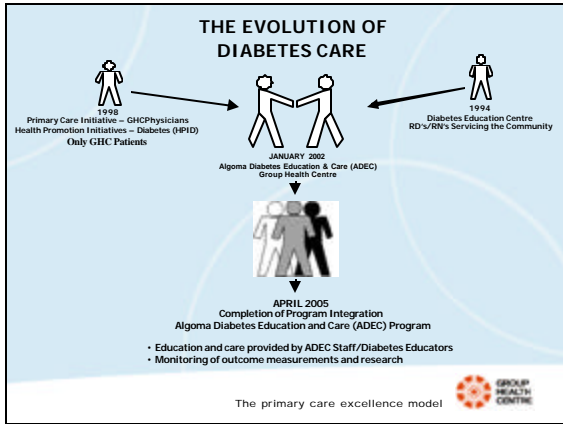 THE EVOLUTION OF
DIABETES CARE
1998
Primary Care Initiative – GHCPhysicians
Health Promotion Initiatives – Diabetes (HPID)
Only GHC Patients
1994
Diabetes Education Centre
RD's/RN's Servicing the Community
JANUARY 2002
Algoma Diabetes Education & Care (ADEC)
Group Health Centre
APRIL 2005
Completion of Program Integration
Algoma Diabetes Education and Care (ADEC) Program
• Education and care provided by ADEC Staff/Diabetes Educators
• Monitoring of outcome measurements and research
The primary care excellence model
GROUP
HEALTH
CENTRE